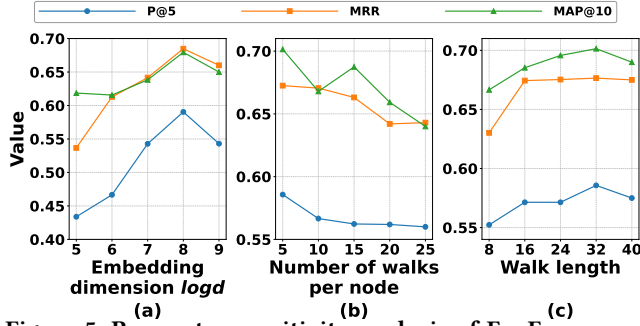 P@5 MRR MAP@10
0.70
0.65
0.60
0.55
0.50
0.45
0.40
Value
5 6 7 8 9
Embedding
dimension logd
(a)
0.70
0.65
0.60
0.55
5 10 15 20 25
Number of walks
per node
(b)
0.70
0.65
0.60
0.55
8 16 24 32 40
Walk length
(c)